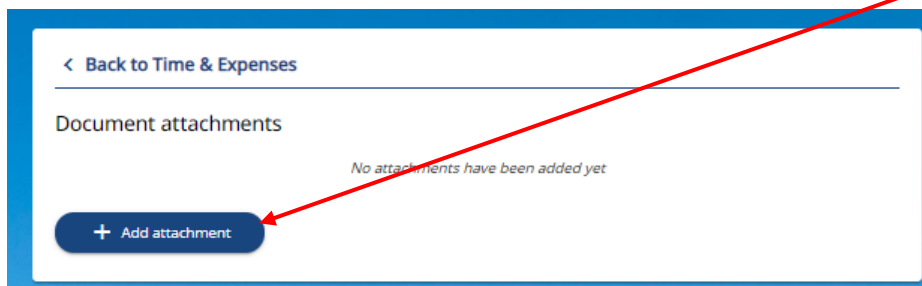 < Back to Time & Expenses
Document attachments
No attachments have been added yet
+ Add attachment